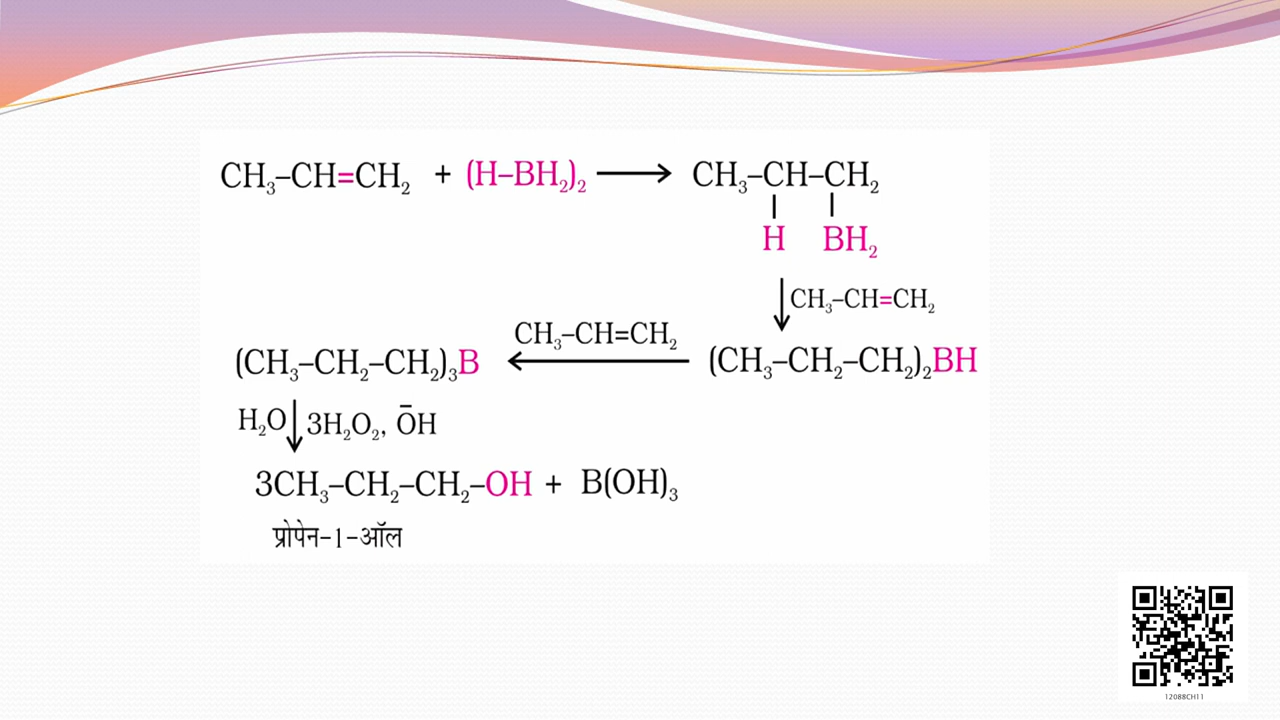 CH₃–CH=CH₂ + (H–BH₂)₂ ⟶ CH₃–CH–CH₂
H BH₂
CH₃–CH=CH₂
CH₃–CH=CH₂
(CH₃–CH₂–CH₂)₃B ⟵ (CH₃–CH₂–CH₂)₂BH
H₂O ↓ 3H₂O₂, ŌH
3CH₃–CH₂–CH₂–OH + B(OH)₃
प्रोपेन–1–ऑल
12088CH11